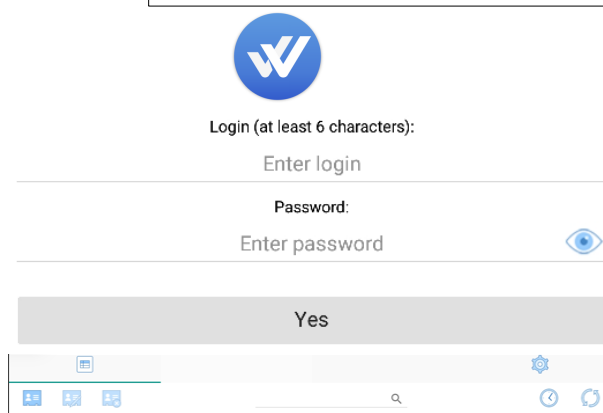 Login (at least 6 characters):
Enter login
Password:
Enter password
Yes